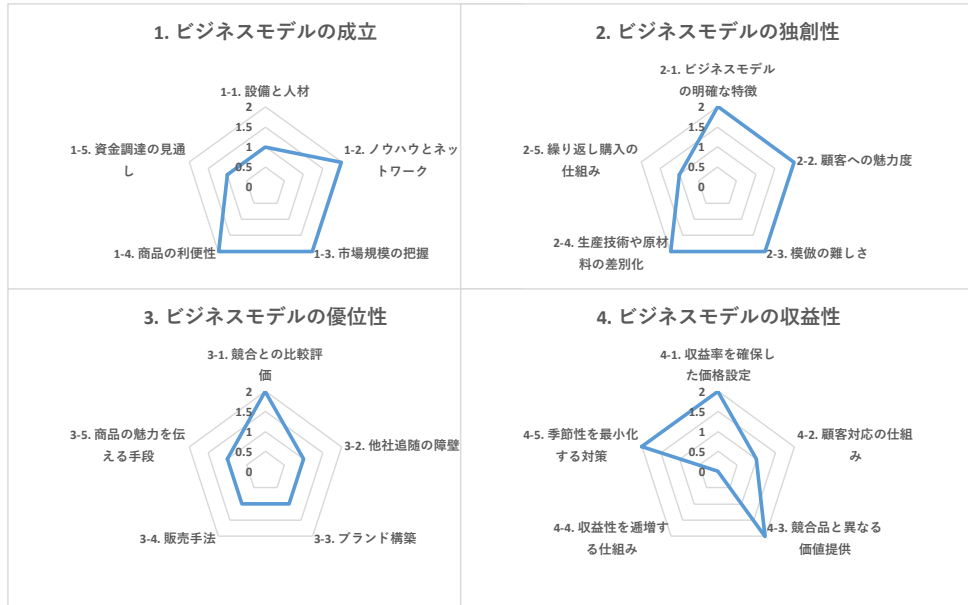 1. ビジネスモデルの成立
1-1. 設備と人材
2
1.5
1
0.5
0
1-2. ノウハウとネッ
トワーク
1-3. 市場規模の把握
1-4. 商品の利便性
1-5. 資金調達の見通
し
2. ビジネスモデルの独創性
2-1. ビジネスモデル
の明確な特徴
2
1.5
1
0.5
0
2-2. 顧客への魅力度
2-3. 模倣の難しさ
2-4. 生産技術や原材
料の差別化
2-5. 繰り返し購入の
仕組み
3. ビジネスモデルの優位性
3-1. 競合との比較評
価
2
1.5
1
0.5
0
3-2. 他社追随の障壁
3-3. ブランド構築
3-4. 販売手法
3-5. 商品の魅力を伝
える手段
4. ビジネスモデルの収益性
4-1. 収益率を確保し
た価格設定
2
1.5
1
0.5
0
4-2. 顧客対応の仕組
み
4-3. 競合品と異なる
価値提供
4-4. 収益性を逓増す
る仕組み
4-5. 季節性を最小化
する対策